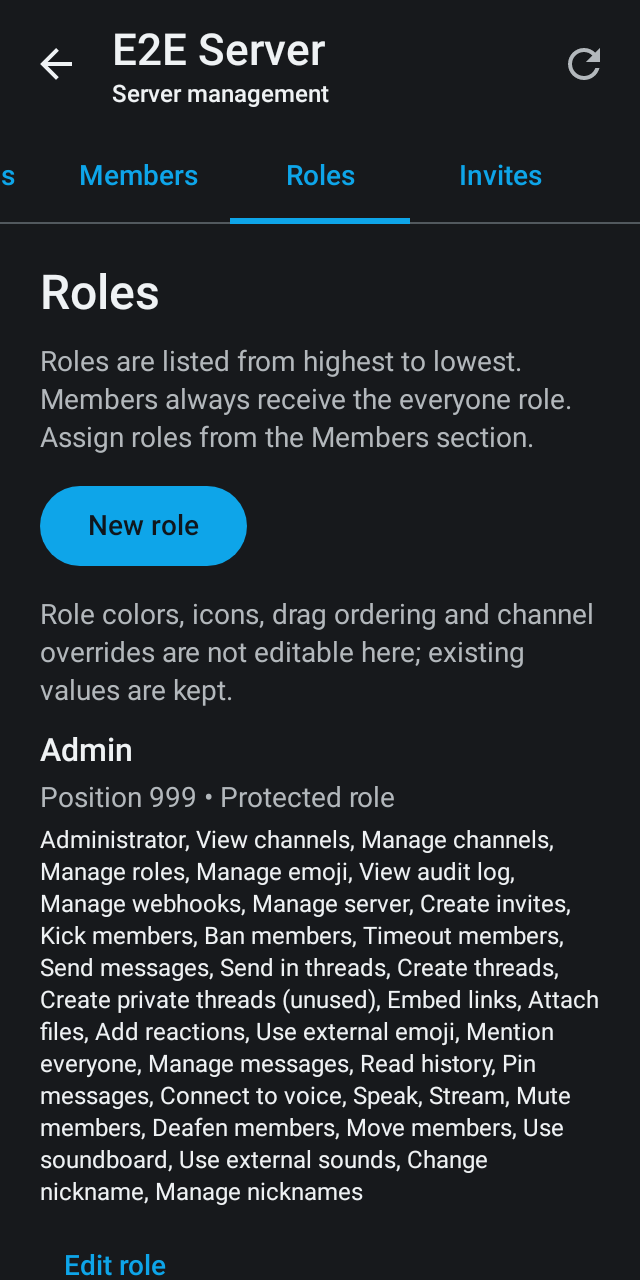 E2E Server
Server management
s
Members
Roles
Invites
Roles
Roles are listed from highest to lowest.
Members always receive the everyone role.
Assign roles from the Members section.
New role
Role colors, icons, drag ordering and channel
overrides are not editable here; existing
values are kept.
Admin
Position 999 • Protected role
Administrator, View channels, Manage channels,
Manage roles, Manage emoji, View audit log,
Manage webhooks, Manage server, Create invites,
Kick members, Ban members, Timeout members,
Send messages, Send in threads, Create threads,
Create private threads (unused), Embed links, Attach
files, Add reactions, Use external emoji, Mention
everyone, Manage messages, Read history, Pin
messages, Connect to voice, Speak, Stream, Mute
members, Deafen members, Move members, Use
soundboard, Use external sounds, Change
nickname, Manage nicknames
Edit role